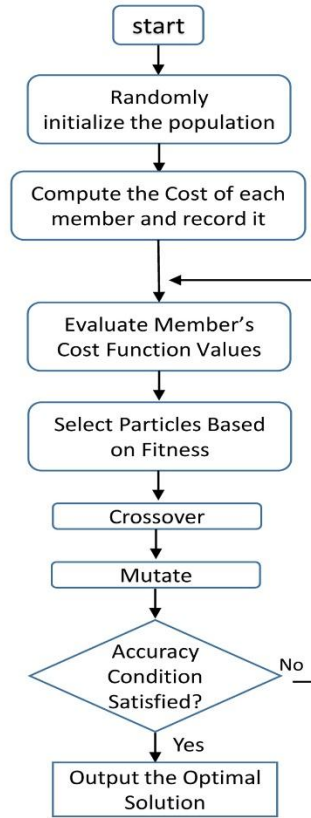 start
Randomly
initialize the population
Compute the Cost of each
member and record it
Evaluate Member’s
Cost Function Values
Select Particles Based
on Fitness
Crossover
Mutate
Accuracy
Condition
Satisfied?
No
Yes
Output the Optimal
Solution